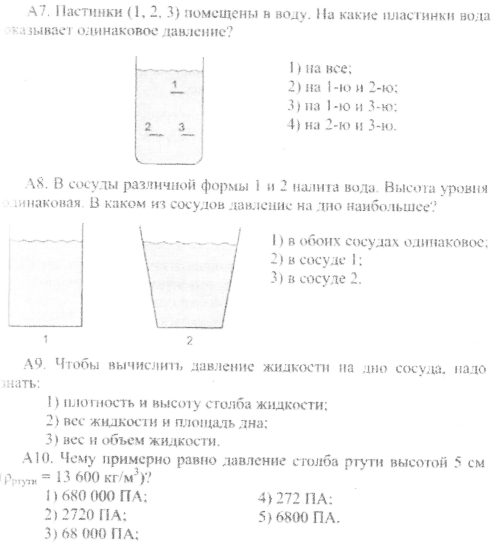 А7. Пастинки (1, 2, 3) помещены в воду. На какие пластинки вода
оказывает одинаковое давление?
1) на все;
2) на 1-ю и 2-ю;
3) на 1-ю и 3-ю;
4) на 2-ю и 3-ю.
1
2 3
А8. В сосуды различной формы 1 и 2 налита вода. Высота уровня
одинаковая. В каком из сосудов давление на дно наибольшее?
1) в обоих сосудах одинаковое;
2) в сосуде 1;
3) в сосуде 2.
1 2
А9. Чтобы вычислить давление жидкости на дно сосуда, надо
знать:
1) плотность и высоту столба жидкости;
2) вес жидкости и площадь дна;
3) вес и объем жидкости.
А10. Чему примерно равно давление столба ртути высотой 5 см
(ρртути = 13 600 кг/м³)?
1) 680 000 ПА; 4) 272 ПА;
2) 2720 ПА; 5) 6800 ПА.
3) 68 000 ПА;